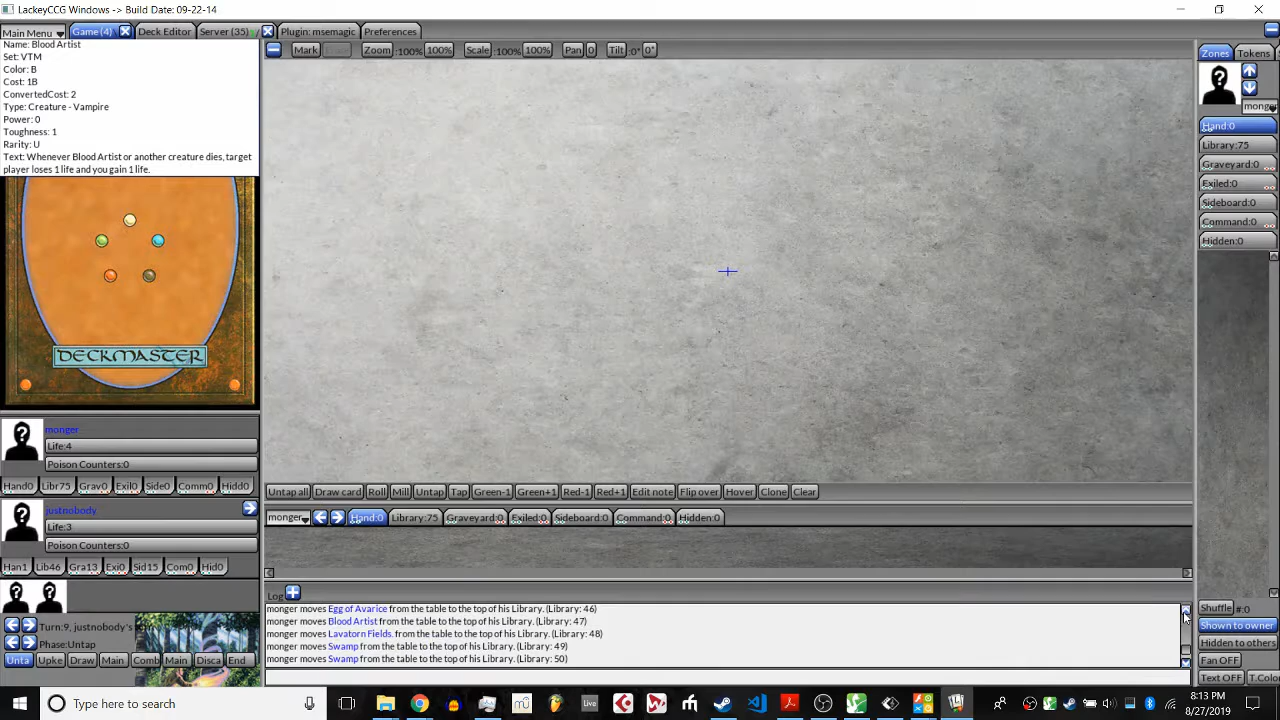 LackeyCCG Windows -> Build Date: 09-22-14
Main Menu
Game (4)
Deck Editor
Server (35)
Plugin: msemagic
Preferences
Name: Blood Artist
Set: VTM
Color: B
Cost: 1B
ConvertedCost: 2
Type: Creature - Vampire
Power: 0
Toughness: 1
Rarity: U
Text: Whenever Blood Artist or another creature dies, target
player loses 1 life and you gain 1 life.
DECKMASTER
Mark
Zoom :100% 100%
Scale :100% 100%
Pan 0
Tilt :0° 0°
Zones Tokens
monger
Hand:0
Library:75
Graveyard:0
Exiled:0
Sideboard:0
Command:0
Hidden:0
monger
Life:4
Poison Counters:0
Hand0 Libr75 Grav0 Exil0 Side0 Comm0 Hidd0
justnobody
Life:3
Poison Counters:0
Han1 Lib46 Gra13 Exi0 Sid15 Com0 Hid0
Turn:9, justnobody's
Phase:Untap
Unta Upke Draw Main Comb Main Disca End
Untap all Draw card Roll Mill Untap Tap Green-1 Green+1 Red-1 Red+1 Edit note Flip over Hover Clone Clear
monger Hand:0 Library:75 Graveyard:0 Exiled:0 Sideboard:0 Command:0 Hidden:0
Log
monger moves Egg of Avarice from the table to the top of his Library. (Library: 46)
monger moves Blood Artist from the table to the top of his Library. (Library: 47)
monger moves Lavatorn Fields. from the table to the top of his Library. (Library: 48)
monger moves Swamp from the table to the top of his Library. (Library: 49)
monger moves Swamp from the table to the top of his Library. (Library: 50)
Shuffle #:0
Shown to owner
Hidden to others
Fan OFF
Text OFF T.Color
Type here to search
Live
8:13 PM
8/27/2019